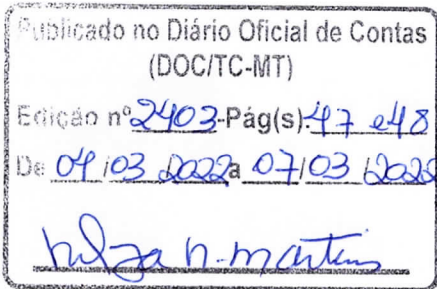 Publicado no Diário Oficial de Contas
(DOC/TC-MT)
Edição nº 2403-Pág(s) 47 e 48
De 04/03/2022 a 07/03/2022
n. martins